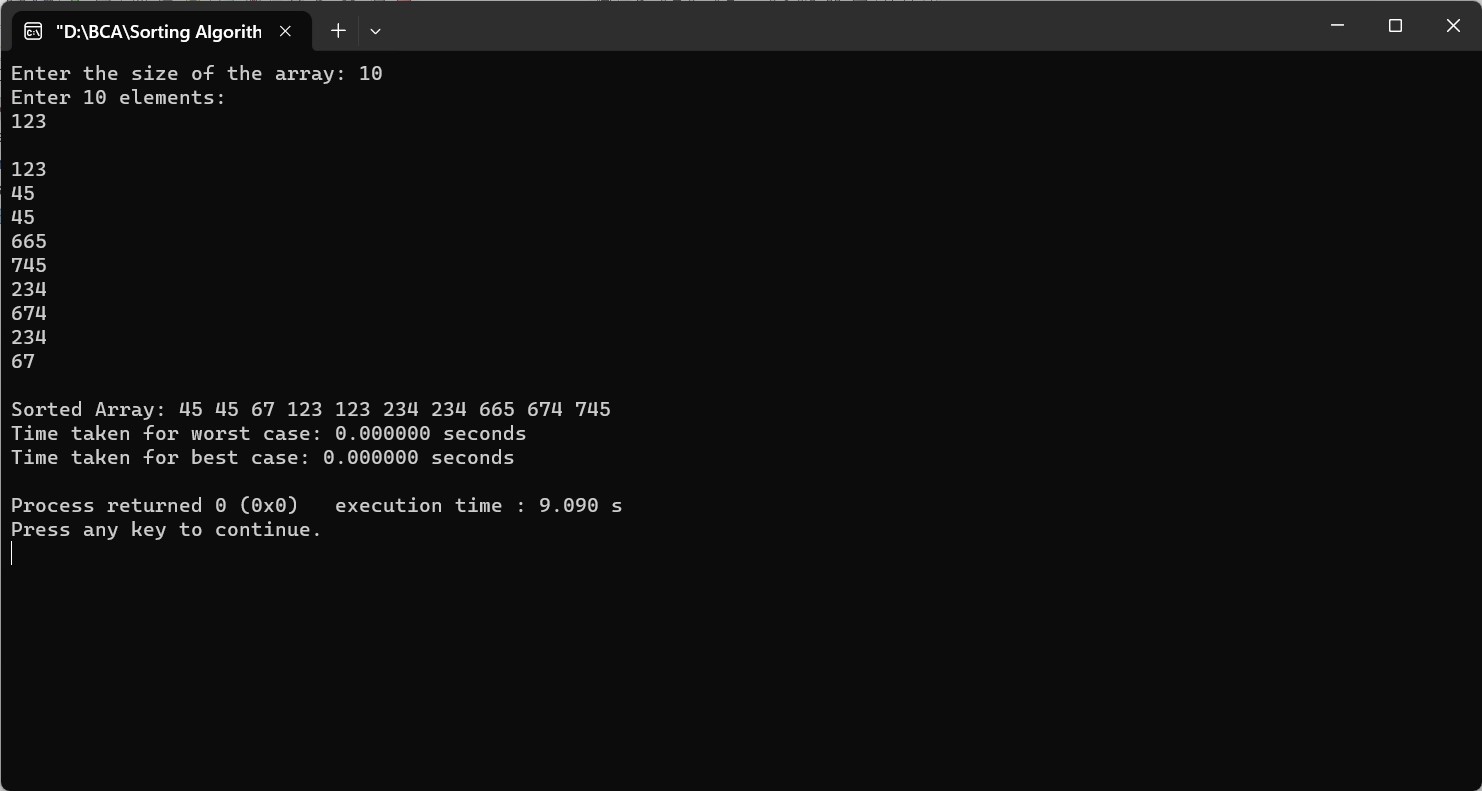 "D:\BCA\Sorting Algorith
Enter the size of the array: 10
Enter 10 elements:
123
123
45
45
665
745
234
674
234
67
Sorted Array: 45 45 67 123 123 234 234 665 674 745
Time taken for worst case: 0.000000 seconds
Time taken for best case: 0.000000 seconds
Process returned 0 (0x0)   execution time : 9.090 s
Press any key to continue.